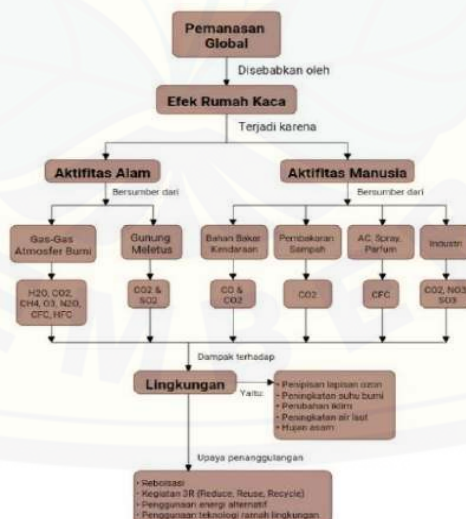 Pemanasan
Global
Disebabkan oleh
Efek Rumah Kaca
Terjadi karena
Aktifitas Alam
Aktifitas Manusia
Bersumber dari
Bersumber dari
Gas-Gas
Atmosfer Bumi
Gunung
Meletus
Bahan Bakar
Kendaraan
Pembakaran
Sampah
AC, Spray,
Parfum
Industri
H2O, CO2,
CH4, O3, N2O,
CFC, HFC
CO2 &
SO2
CO &
CO2
CO2
CFC
CO2, NO3
SO3
Dampak terhadap
Lingkungan
Yaitu:
• Penipisan lapisan ozon
• Peningkatan suhu bumi
• Perubahan iklim
• Peningkatan air laut
• Hujan asam
Upaya penanggulangan
• Reboisasi
• Kegiatan 3R (Reduce, Reuse, Recycle)
• Penggunaan energi alternatif
• Penggunaan teknologi ramah lingkungan